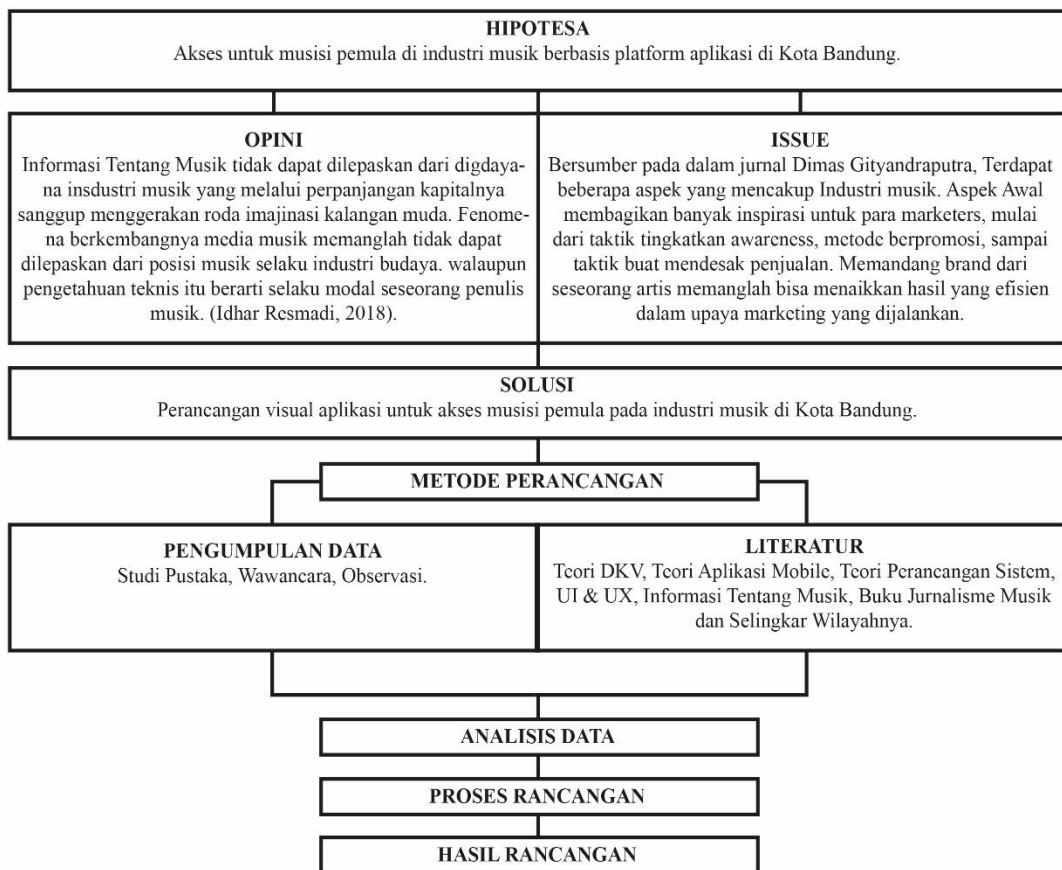 HIPOTESA
Akses untuk musisi pemula di industri musik berbasis platform aplikasi di Kota Bandung.
OPINI
Informasi Tentang Musik tidak dapat dilepaskan dari digdaya-
na insdustri musik yang melalui perpanjangan kapitalnya
sanggup menggerakan roda imajinasi kalangan muda. Fenome-
na berkembangnya media musik memanglah tidak dapat
dilepaskan dari posisi musik selaku industri budaya. walaupun
pengetahuan teknis itu berarti selaku modal seseorang penulis
musik. (Idhar Resmadi, 2018).
ISSUE
Bersumber pada dalam jurnal Dimas Gityandraputra, Terdapat
beberapa aspek yang mencakup Industri musik. Aspek Awal
membagikan banyak inspirasi untuk para marketers, mulai
dari taktik tingkatkan awareness, metode berpromosi, sampai
taktik buat mendesak penjualan. Memandang brand dari
seseorang artis memanglah bisa menaikkan hasil yang efisien
dalam upaya marketing yang dijalankan.
SOLUSI
Perancangan visual aplikasi untuk akses musisi pemula pada industri musik di Kota Bandung.
METODE PERANCANGAN
PENGUMPULAN DATA
Studi Pustaka, Wawancara, Observasi.
LITERATUR
Teori DKV, Teori Aplikasi Mobile, Teori Perancangan Sistem,
UI & UX, Informasi Tentang Musik, Buku Jurnalisme Musik
dan Selingkar Wilayahnya.
ANALISIS DATA
PROSES RANCANGAN
HASIL RANCANGAN